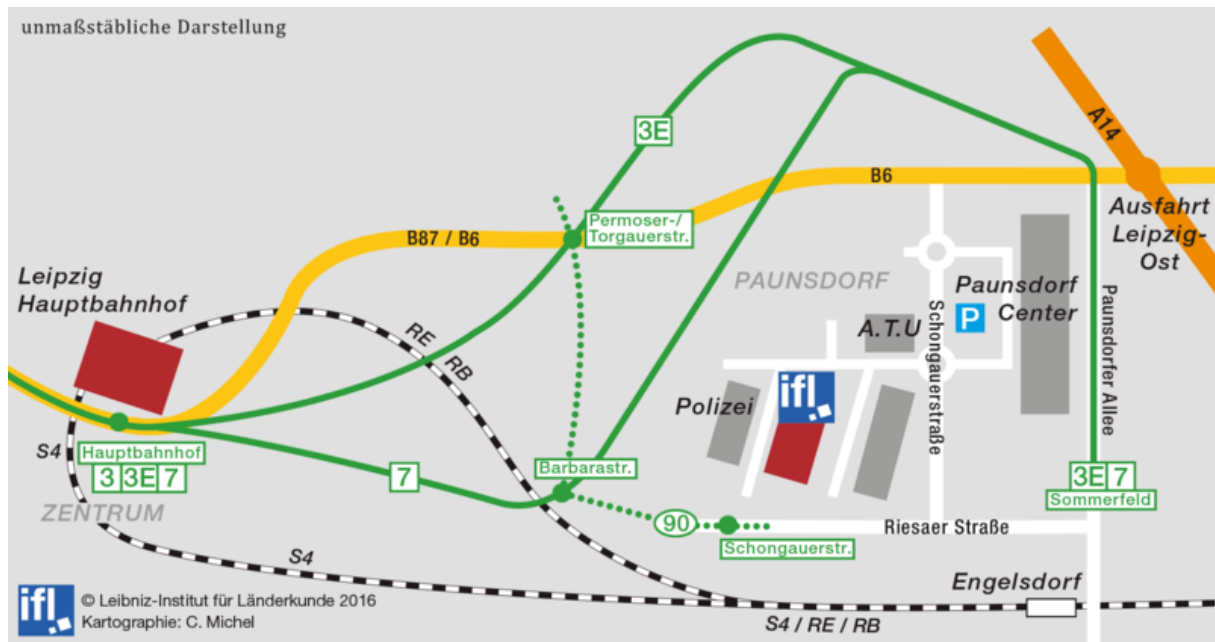 unmaßstäbliche Darstellung
3E
A14
B6
Ausfahrt
Leipzig-
Ost
Permoser-/
Torgauerstr.
B87 / B6
Leipzig
Hauptbahnhof
PAUNSDORF
Paunsdorf
Center
P
A.T.U
Schongauerstraße
Paunsdorfer Allee
RE
RB
ifl
Polizei
S4
Hauptbahnhof
3 3E 7
7
Barbarastr.
3E 7
Sommerfeld
ZENTRUM
90
Schongauerstr.
Riesaer Straße
S4
Engelsdorf
S4 / RE / RB
ifl
© Leibniz-Institut für Länderkunde 2016
Kartographie: C. Michel